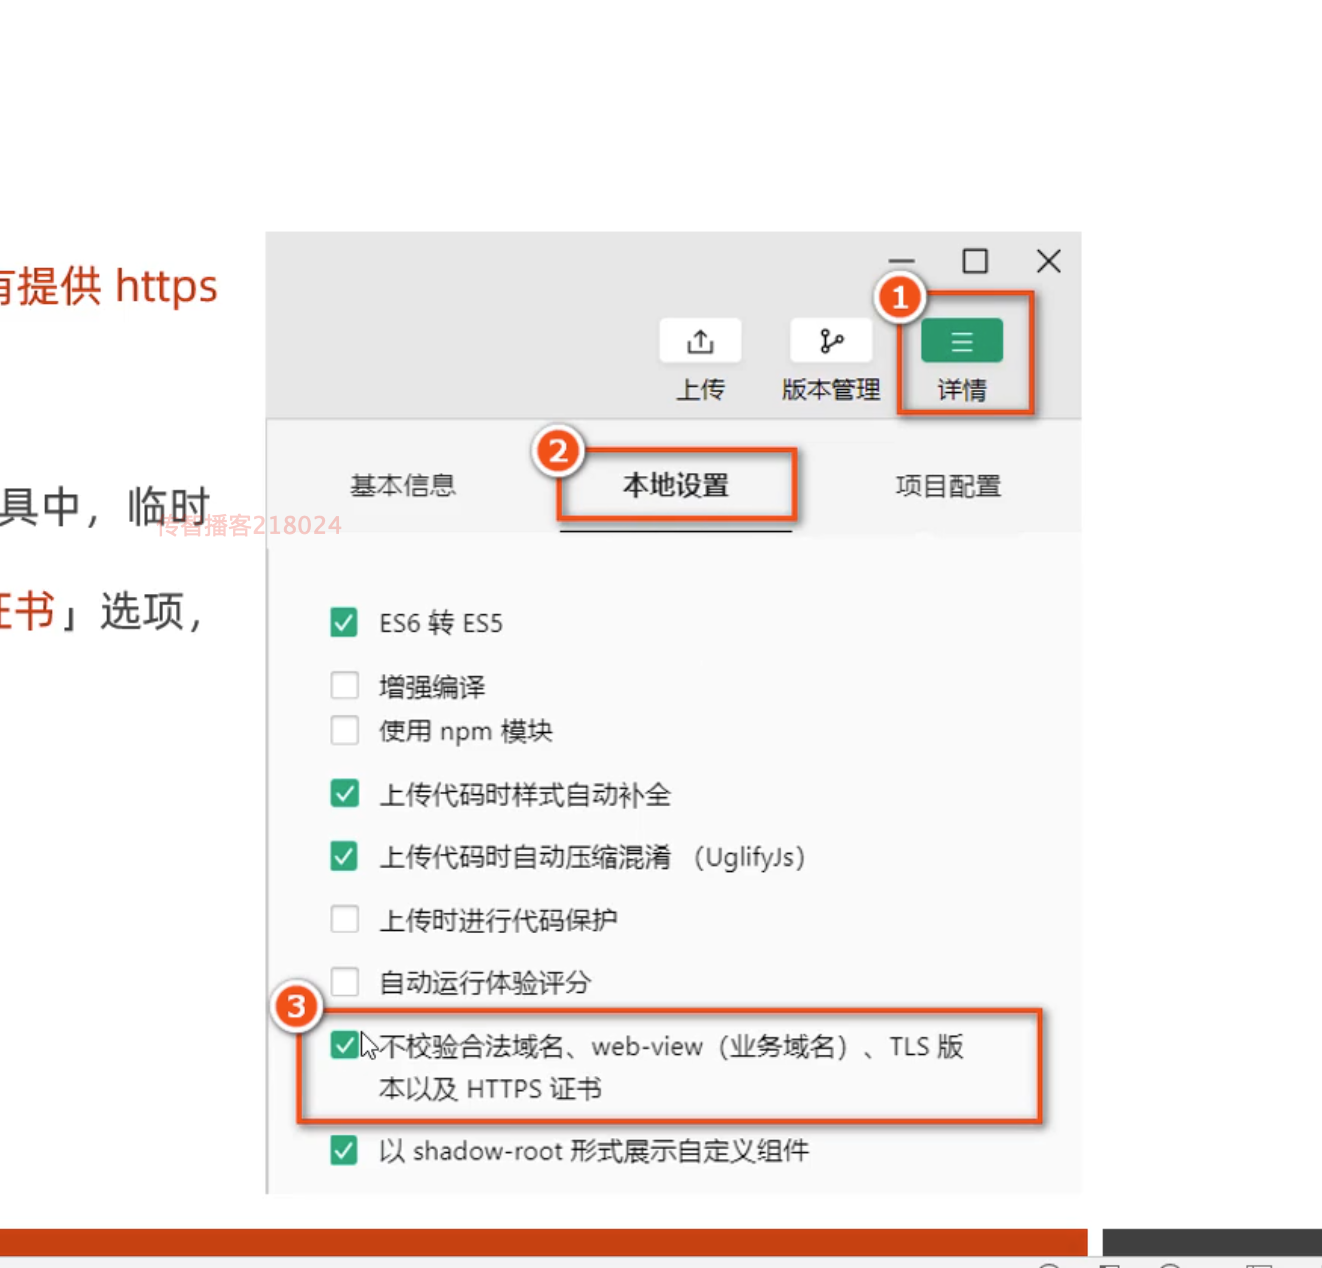 有提供 https
具中，临时
证书」选项，
传智播客218024
1
上传
版本管理
详情
2
基本信息
本地设置
项目配置
ES6 转 ES5
增强编译
使用 npm 模块
上传代码时样式自动补全
上传代码时自动压缩混淆 （UglifyJs）
上传时进行代码保护
自动运行体验评分
3
不校验合法域名、web-view（业务域名）、TLS 版
本以及 HTTPS 证书
以 shadow-root 形式展示自定义组件